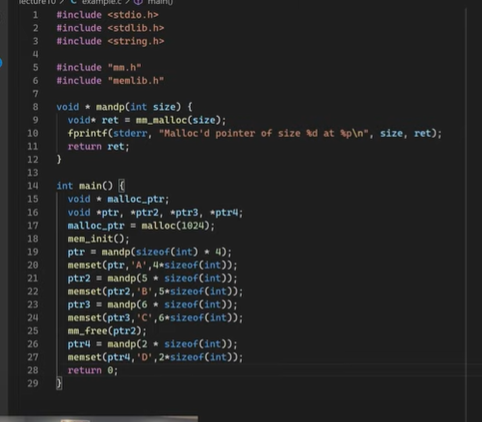 lecture10 > C example.c > main()
1 #include <stdio.h>
2 #include <stdlib.h>
3 #include <string.h>
4
5 #include "mm.h"
6 #include "memlib.h"
7
8 void * mandp(int size) {
9   void* ret = mm_malloc(size);
10   fprintf(stderr, "Malloc'd pointer of size %d at %p\n", size, ret);
11   return ret;
12 }
13
14 int main() {
15   void * malloc_ptr;
16   void *ptr, *ptr2, *ptr3, *ptr4;
17   malloc_ptr = malloc(1024);
18   mem_init();
19   ptr = mandp(sizeof(int) * 4);
20   memset(ptr,'A',4*sizeof(int));
21   ptr2 = mandp(5 * sizeof(int));
22   memset(ptr2,'B',5*sizeof(int));
23   ptr3 = mandp(6 * sizeof(int));
24   memset(ptr3,'C',6*sizeof(int));
25   mm_free(ptr2);
26   ptr4 = mandp(2 * sizeof(int));
27   memset(ptr4,'D',2*sizeof(int));
28   return 0;
29 }